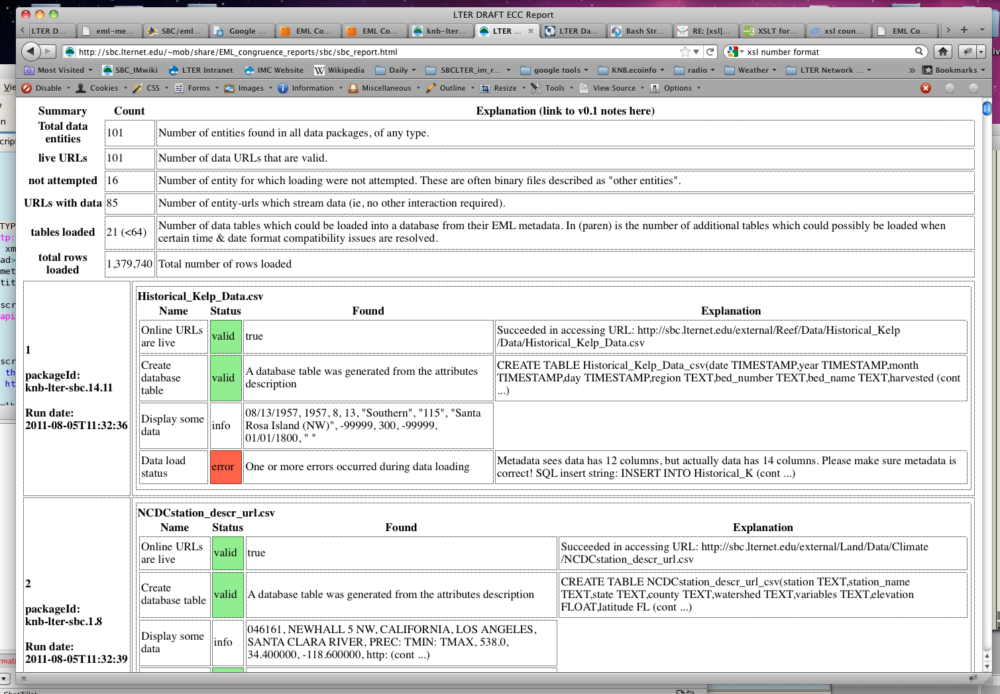 LTER DRAFT ECC Report
LTER D...
eml-me...
SBC/eml...
Google ...
EML Co...
EML Co...
knb-lter...
LTER ...
LTER Da...
Bash Str...
RE: [xsl]...
XSLT for...
xsl coun...
EML Co...
http://sbc.lternet.edu/~mob/share/EML_congruence_reports/sbc/sbc_report.html
xsl number format
Most Visited
SBC_IMwiki
LTER Intranet
IMC Website
Wikipedia
Daily
SBCLTER_im_r...
google tools
KNB.ecoinfo
radio
Weather
LTER Network ...
Bookmarks
Disable
Cookies
CSS
Forms
Images
Information
Miscellaneous
Outline
Resize
Tools
View Source
Options
Summary Count Explanation (link to v0.1 notes here)
Total data
entities
101
Number of entities found in all data packages, of any type.
live URLs
101
Number of data URLs that are valid.
not attempted
16
Number of entity for which loading were not attempted. These are often binary files described as "other entities".
URLs with data
85
Number of entity-urls which stream data (ie, no other interaction required).
tables loaded
21 (<64)
Number of data tables which could be loaded into a database from their EML metadata. In (paren) is the number of additional tables which could possibly be loaded when
certain time & date format compatibility issues are resolved.
total rows
loaded
1,379,740
Total number of rows loaded
1
packageId:
knb-lter-sbc.14.11
Run date:
2011-08-05T11:32:36
Historical_Kelp_Data.csv
Name Status Found Explanation
Online URLs
are live
valid
true
Succeeded in accessing URL: http://sbc.lternet.edu/external/Reef/Data/Historical_Kelp
/Data/Historical_Kelp_Data.csv
Create
database
table
valid
A database table was generated from the attributes
description
CREATE TABLE Historical_Kelp_Data_csv(date TIMESTAMP,year TIMESTAMP,month
TIMESTAMP,day TIMESTAMP,region TEXT,bed_number TEXT,bed_name TEXT,harvested (cont
...)
Display some
data
info
08/13/1957, 1957, 8, 13, "Southern", "115", "Santa
Rosa Island (NW)", -99999, 300, -99999,
01/01/1800, " "
Data load
status
error
One or more errors occurred during data loading
Metadata sees data has 12 columns, but actually data has 14 columns. Please make sure metadata is
correct! SQL insert string: INSERT INTO Historical_K (cont ...)
2
packageId:
knb-lter-sbc.1.8
Run date:
2011-08-05T11:32:39
NCDCstation_descr_url.csv
Name Status Found Explanation
Online URLs
are live
valid
true
Succeeded in accessing URL: http://sbc.lternet.edu/external/Land/Data/Climate
/NCDCstation_descr_url.csv
Create
database table
valid
A database table was generated from the attributes description
CREATE TABLE NCDCstation_descr_url_csv(station TEXT,station_name
TEXT,state TEXT,county TEXT,watershed TEXT,variables TEXT,elevation
FLOAT,latitude FL (cont ...)
Display some
data
info
046161, NEWHALL 5 NW, CALIFORNIA, LOS ANGELES,
SANTA CLARA RIVER, PREC: TMIN: TMAX, 538.0,
34.400000, -118.600000, http: (cont ...)